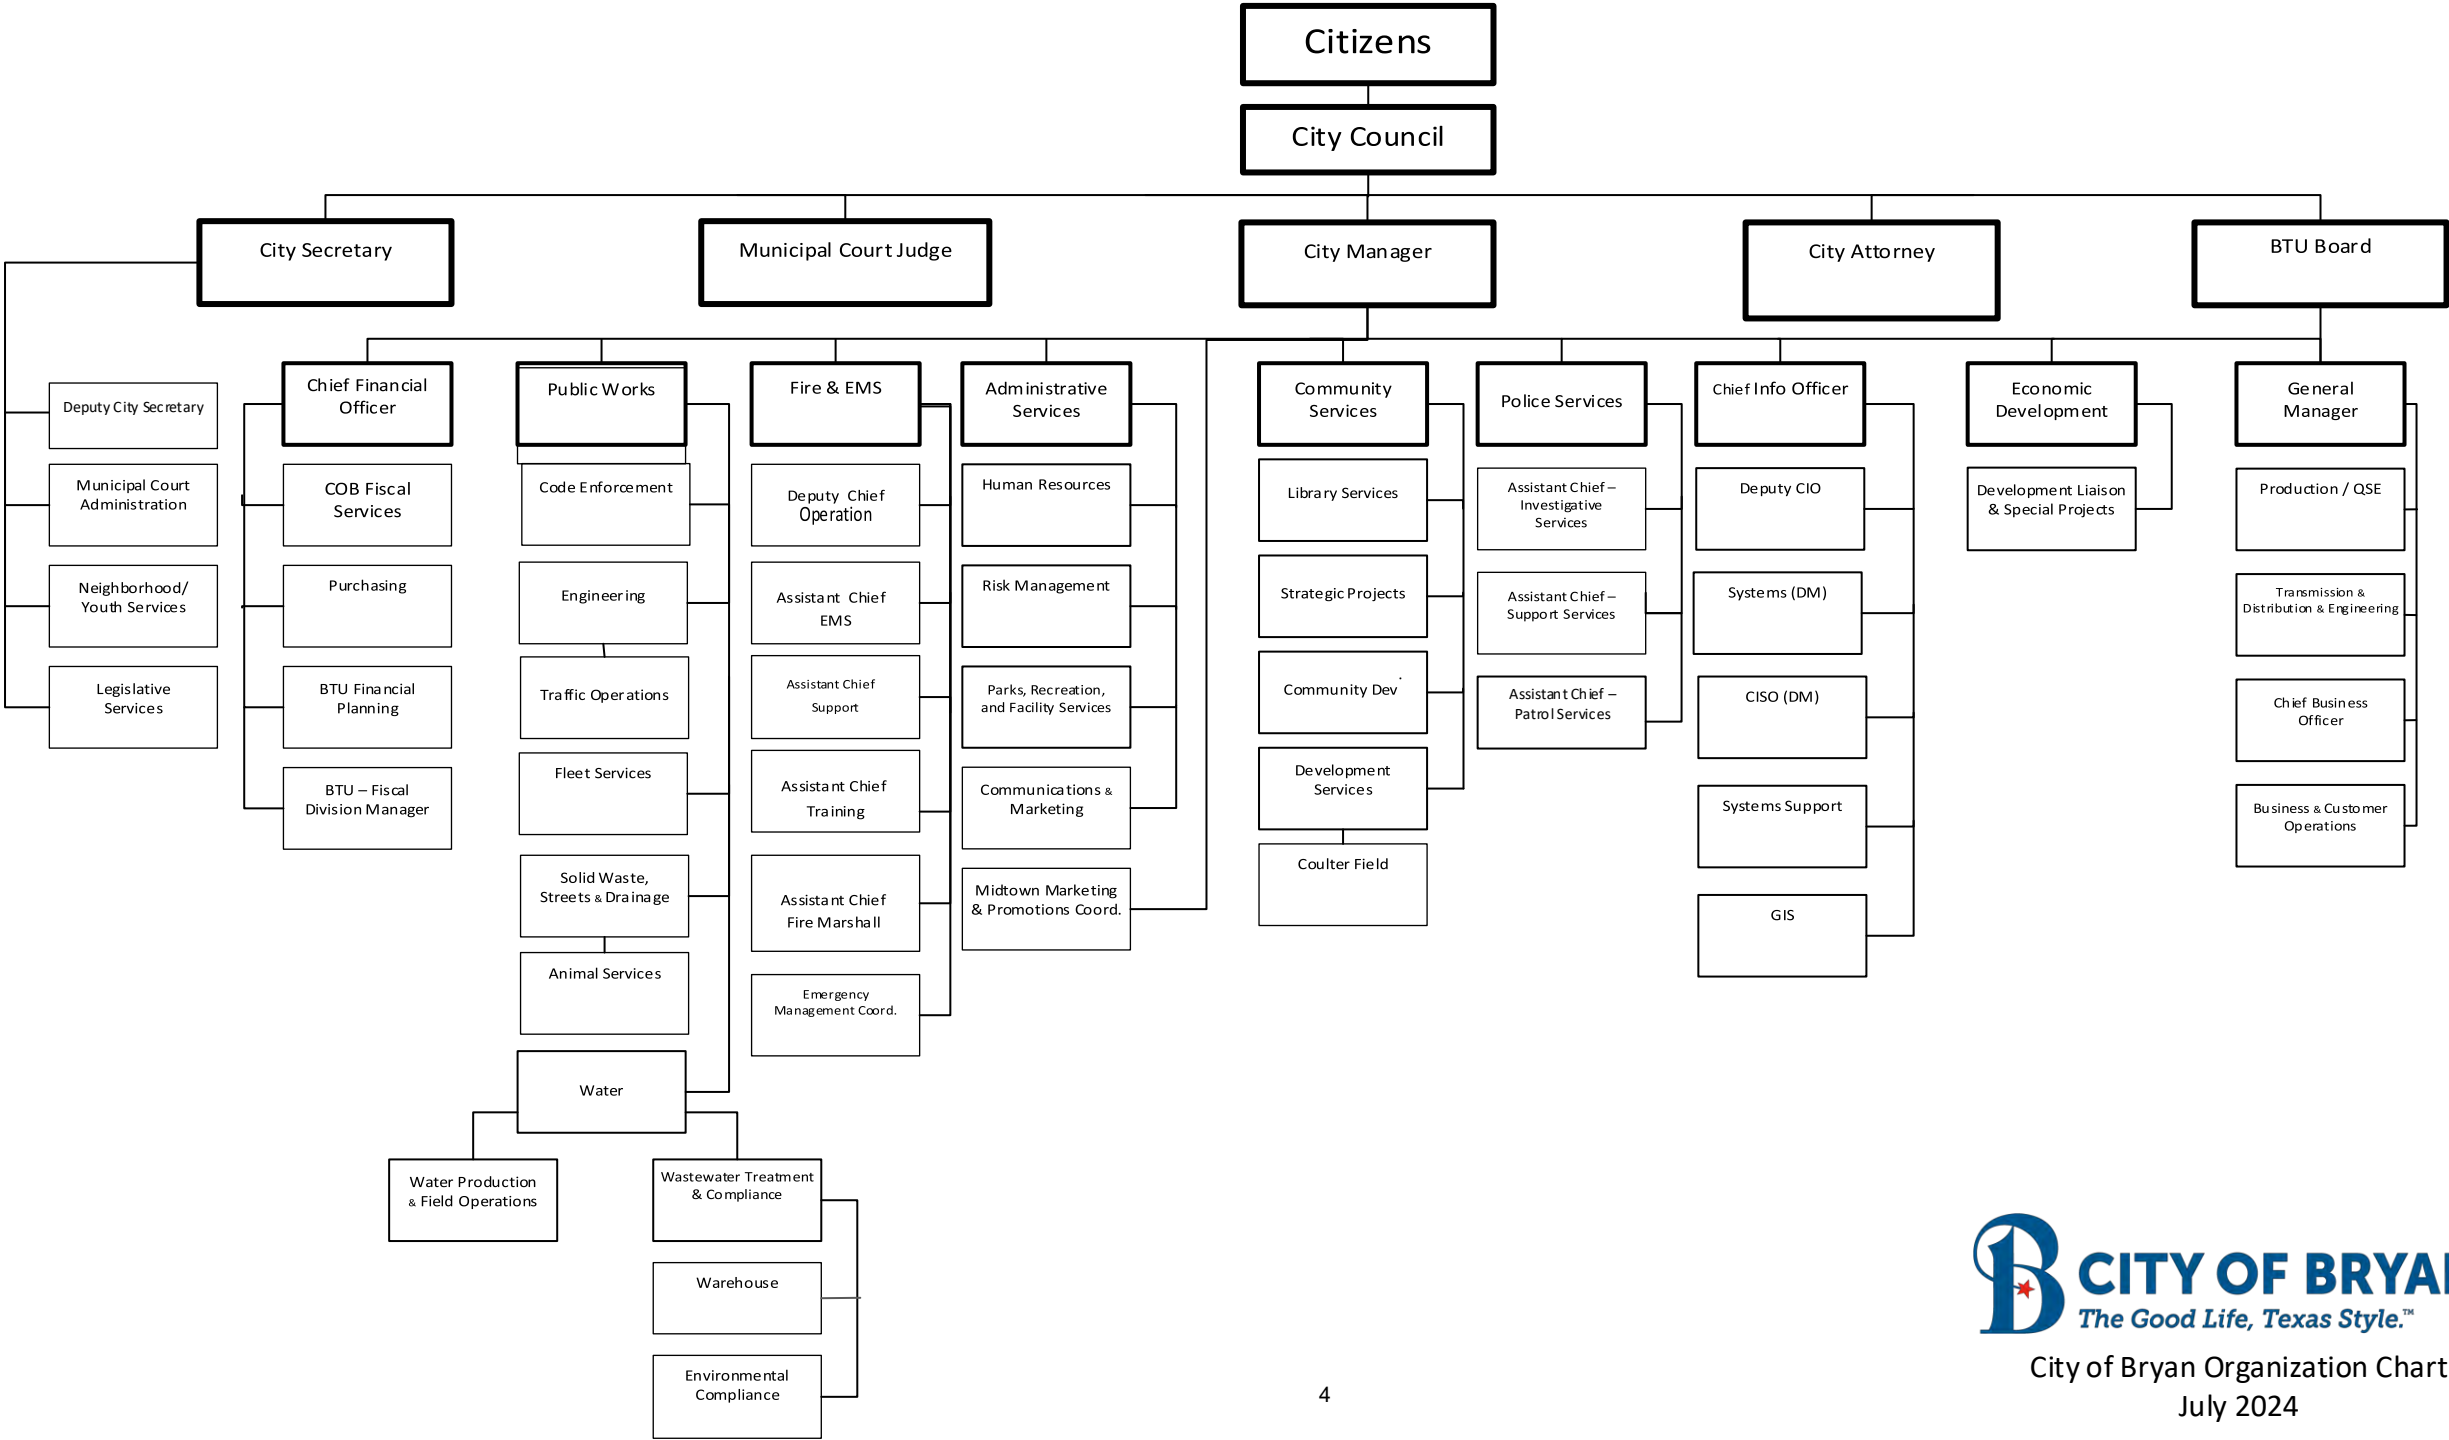 Citizens
City Council
City Secretary
Municipal Court Judge
City Manager
City Attorney
BTU Board
Deputy City Secretary
Municipal Court
Administration
Neighborhood/
Youth Services
Legislative
Services
Chief Financial
Officer
COB Fiscal
Services
Purchasing
BTU Financial
Planning
BTU – Fiscal
Division Manager
Public Works
Code Enforcement
Engineering
Traffic Operations
Fleet Services
Solid Waste,
Streets & Drainage
Animal Services
Water
Water Production
& Field Operations
Wastewater Treatment
& Compliance
Warehouse
Environmental
Compliance
Fire & EMS
Deputy Chief
Operation
Assistant Chief
EMS
Assistant Chief
Support
Assistant Chief
Training
Assistant Chief
Fire Marshall
Emergency
Management Coord.
Administrative
Services
Human Resources
Risk Management
Parks, Recreation,
and Facility Services
Communications &
Marketing
Midtown Marketing
& Promotions Coord.
Community
Services
Library Services
Strategic Projects
Community Dev
Development
Services
Coulter Field
Police Services
Assistant Chief –
Investigative
Services
Assistant Chief –
Support Services
Assistant Chief –
Patrol Services
Chief Info Officer
Deputy CIO
Systems (DM)
CISO (DM)
Systems Support
GIS
Economic
Development
Development Liaison
& Special Projects
General
Manager
Production / QSE
Transmission &
Distribution & Engineering
Chief Business
Officer
Business & Customer
Operations
B CITY OF BRYAN
The Good Life, Texas Style.™
City of Bryan Organization Chart
July 2024
4